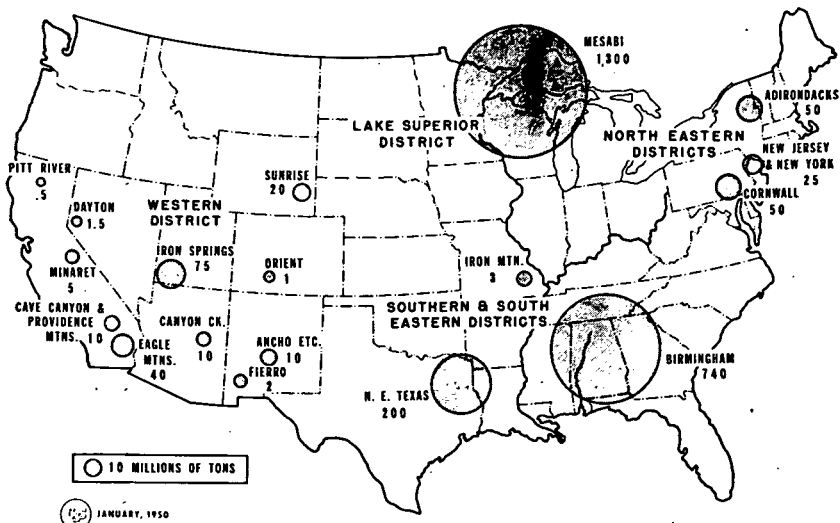 MESABI
1,300
LAKE SUPERIOR
DISTRICT
NORTH EASTERN
DISTRICTS
ADIRONDACKS
50
NEW JERSEY
& NEW YORK
25
CORNWALL
50
PITT RIVER
.5
DAYTON
1.5
WESTERN
DISTRICT
SUNRISE
20
IRON SPRINGS
75
ORIENT
1
IRON MTN.
3
MINARET
5
CAVE CANYON &
PROVIDENCE
MTNS. 10
EAGLE
MTNS.
40
CANYON CK.
10
ANCHO ETC.
10
FIERRO
2
SOUTHERN & SOUTH
EASTERN DISTRICTS
N. E. TEXAS
200
BIRMINGHAM
740
10 MILLIONS OF TONS
JANUARY, 1950